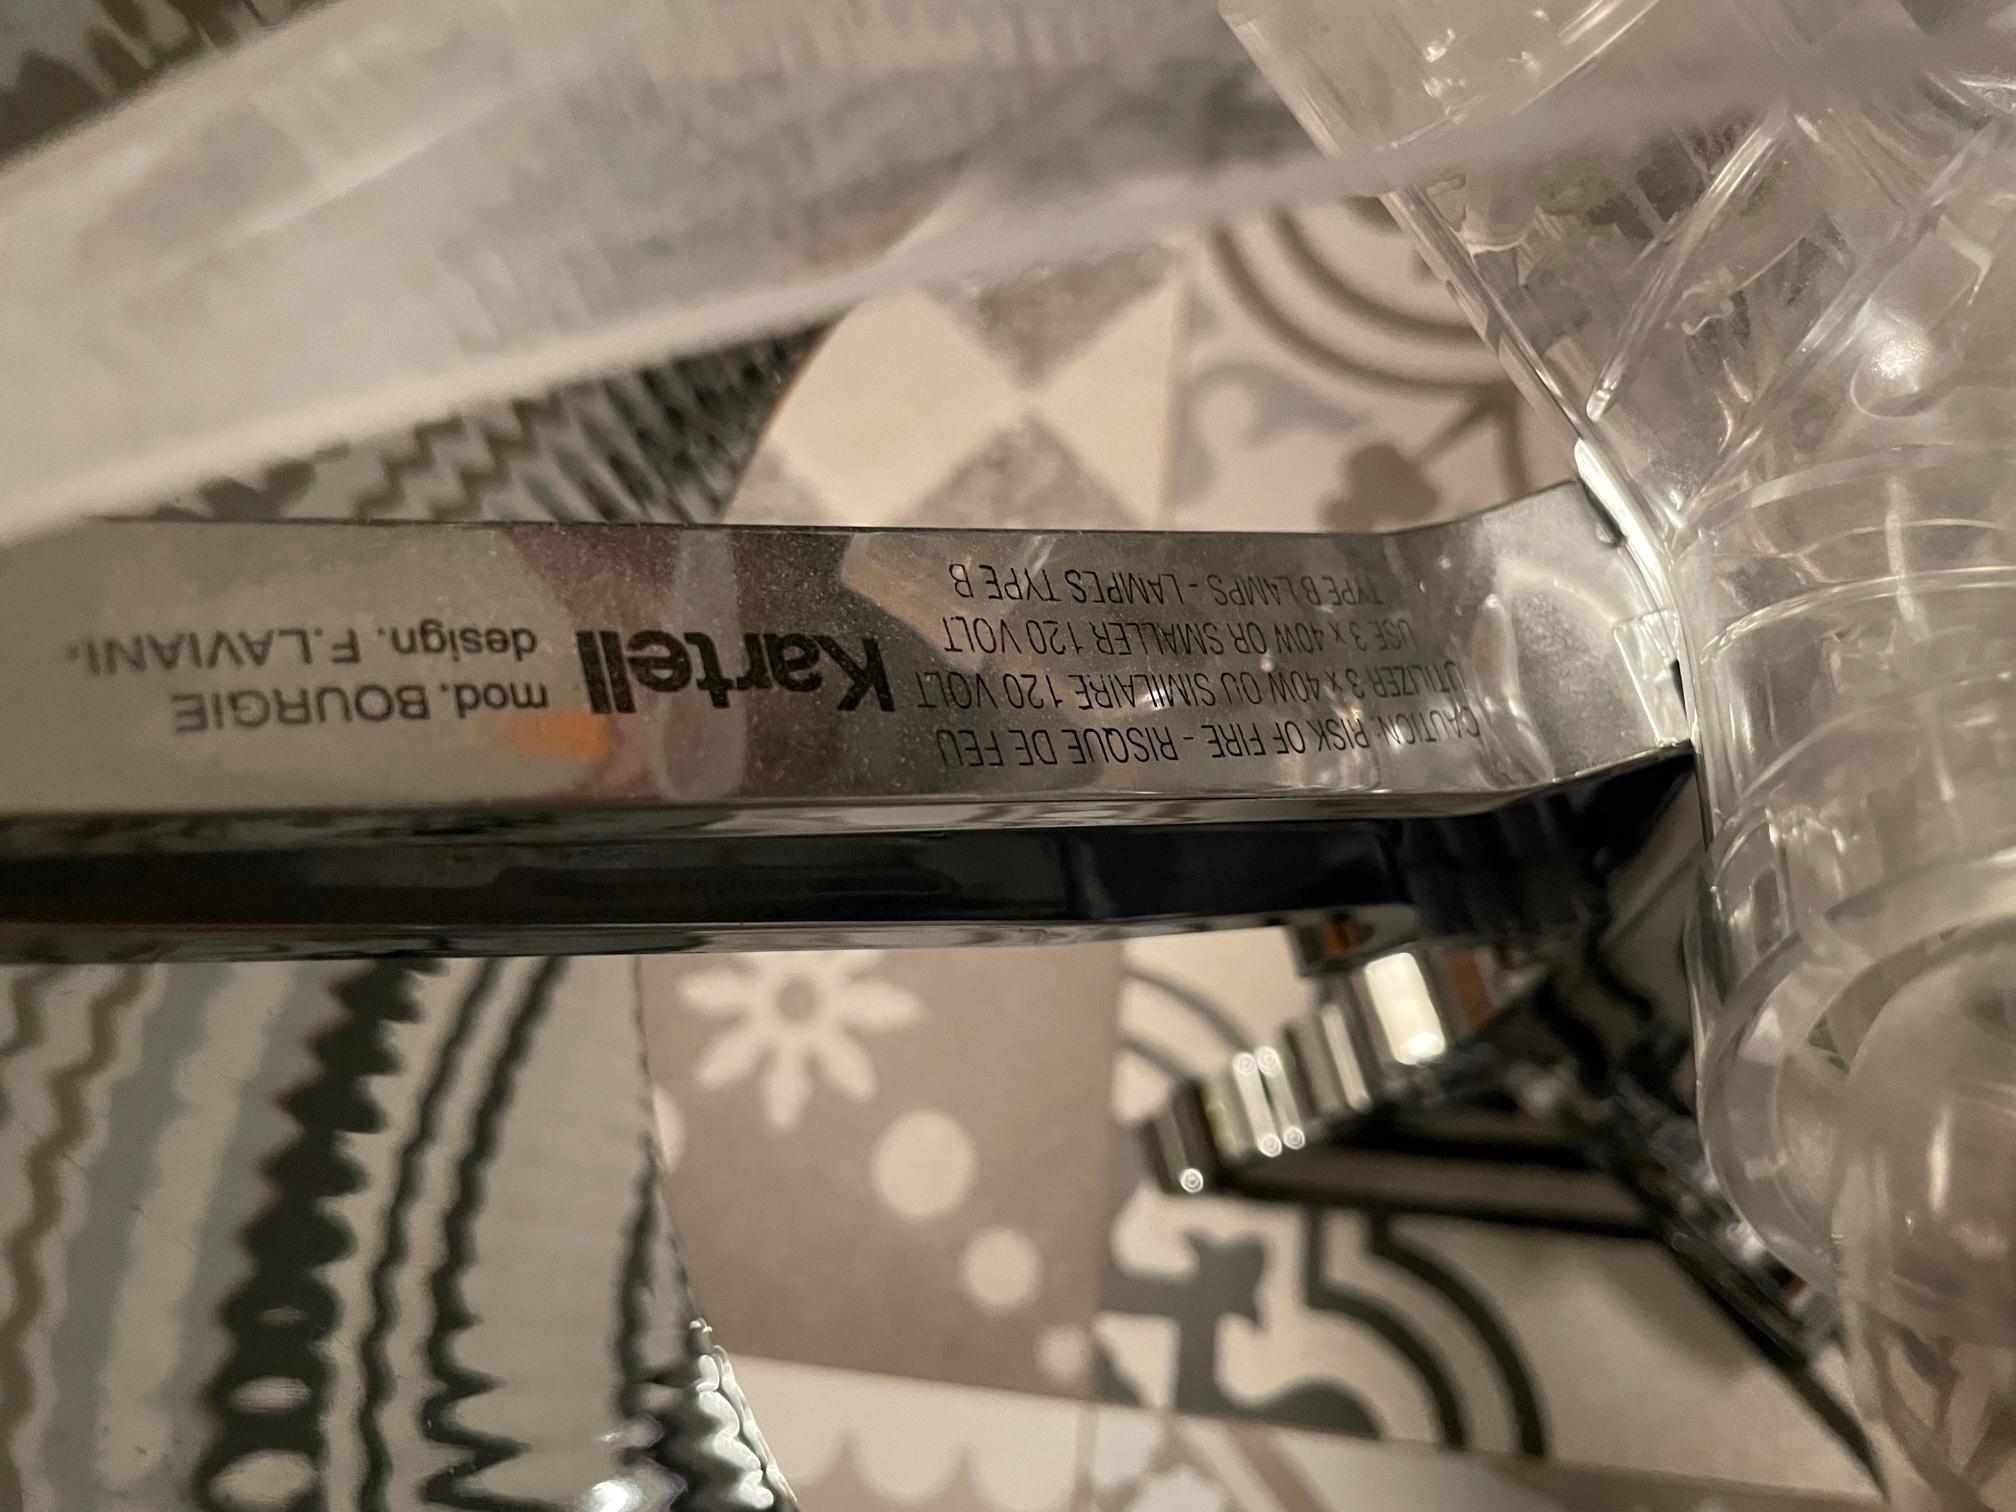 CAUTION: RISK OF FIRE - RISQUE DE FEU
UTILIZER 3 x 40W OU SIMILAIRE 120 VOLT
USE 3 x 40W OR SMALLER 120 VOLT
TYPE B LAMPS - LAMPES TYPE B
Kartell
mod. BOURGIE
design. F.LAVIANI.